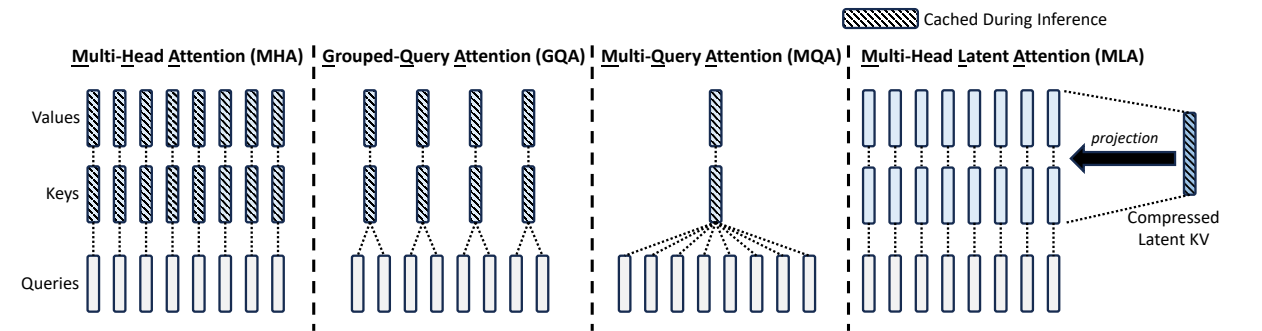 Cached During Inference
Multi-Head Attention (MHA)
Grouped-Query Attention (GQA)
Multi-Query Attention (MQA)
Multi-Head Latent Attention (MLA)
Values
Keys
Queries
projection
Compressed
Latent KV